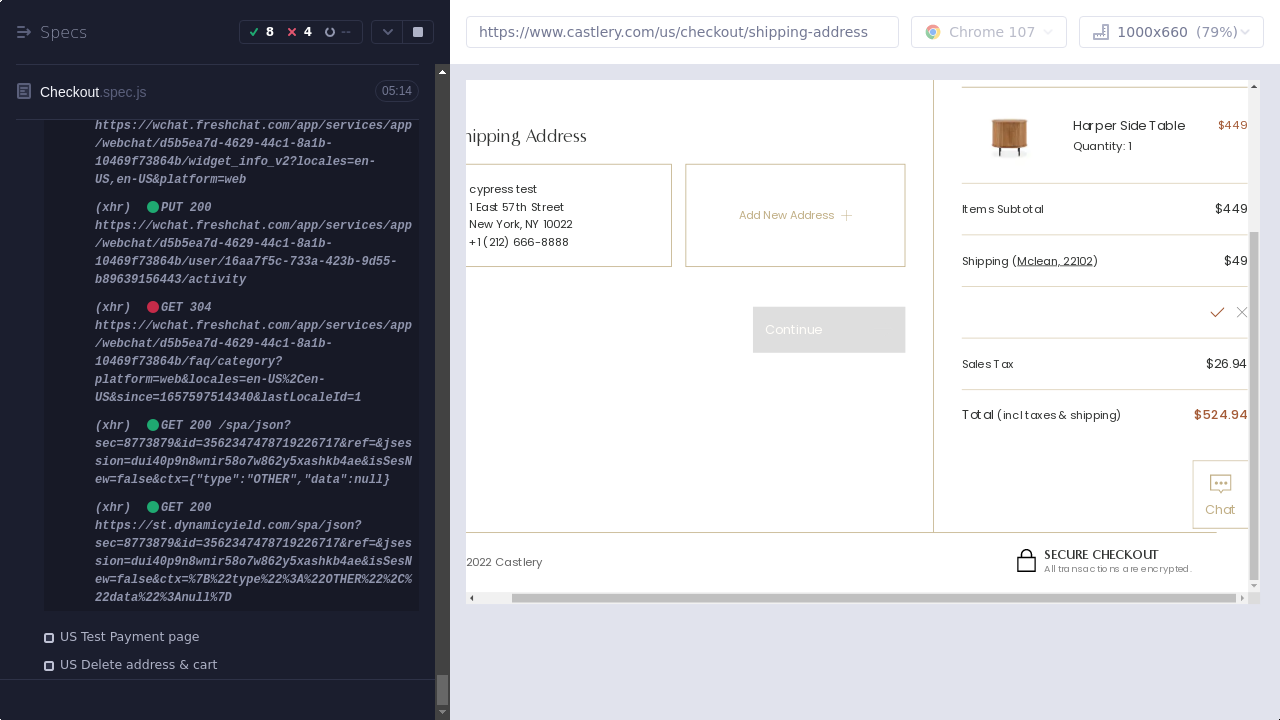 Specs
8
4
--
Checkout.spec.js
05:14
https://wchat.freshchat.com/app/services/app
/webchat/d5b5ea7d-4629-44c1-8a1b-
10469f73864b/widget_info_v2?locales=en-
US,en-US&platform=web
(xhr) PUT 200
https://wchat.freshchat.com/app/services/app
/webchat/d5b5ea7d-4629-44c1-8a1b-
10469f73864b/user/16aa7f5c-733a-423b-9d55-
b89639156443/activity
(xhr) GET 304
https://wchat.freshchat.com/app/services/app
/webchat/d5b5ea7d-4629-44c1-8a1b-
10469f73864b/faq/category?
platform=web&locales=en-US%2Cen-
US&since=1657597514340&lastLocaleId=1
(xhr) GET 200 /spa/json?
sec=8773879&id=3562347478719226717&ref=&jses
sion=dui40p9n8wnir58o7w862y5xashkb4ae&isSesN
ew=false&ctx={"type":"OTHER","data":null}
(xhr) GET 200
https://st.dynamicyield.com/spa/json?
sec=8773879&id=3562347478719226717&ref=&jses
sion=dui40p9n8wnir58o7w862y5xashkb4ae&isSesN
ew=false&ctx=%7B%22type%22%3A%22OTHER%22%2C%
22data%22%3Anull%7D
US Test Payment page
US Delete address & cart
https://www.castlery.com/us/checkout/shipping-address
Chrome 107
1000x660 (79%)
hipping Address
cypress test
1 East 57th Street
New York, NY 10022
+1 (212) 666-8888
Add New Address
Continue
Harper Side Table
$449
Quantity: 1
Items Subtotal
$449
Shipping (Mclean, 22102)
$49
Sales Tax
$26.94
Total (incl taxes & shipping)
$524.94
Chat
2022 Castlery
SECURE CHECKOUT
All transactions are encrypted.